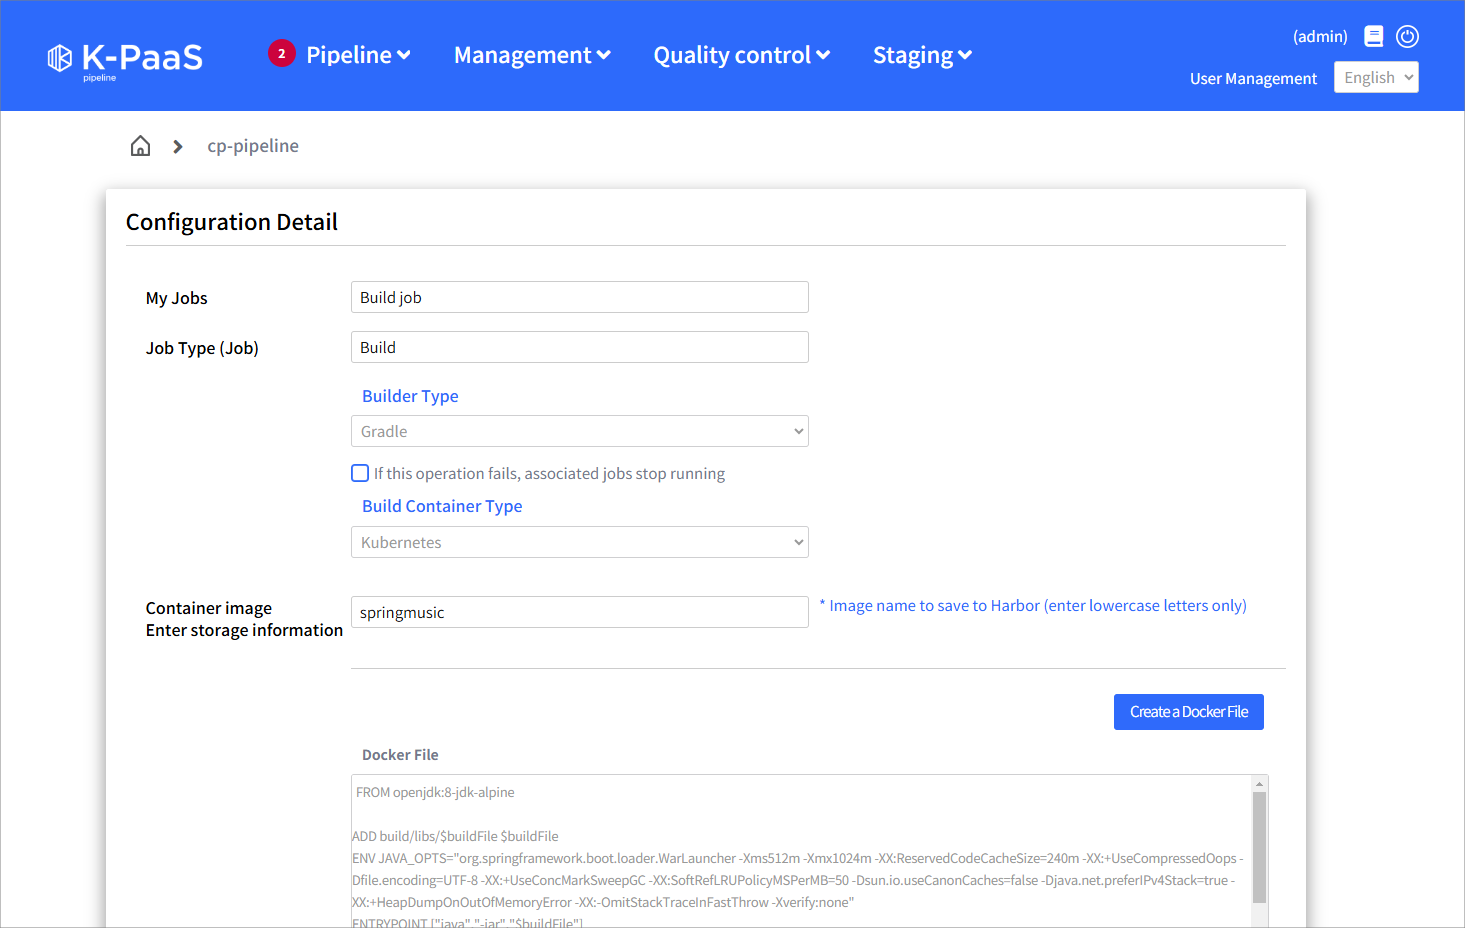 K-PaaS
pipeline
2 Pipeline Management Quality control Staging
(admin)
User Management English
cp-pipeline
Configuration Detail
My Jobs Build job
Job Type (Job) Build
Builder Type
Gradle
If this operation fails, associated jobs stop running
Build Container Type
Kubernetes
Container image
Enter storage information
springmusic
* Image name to save to Harbor (enter lowercase letters only)
Create a Docker File
Docker File
FROM openjdk:8-jdk-alpine
ADD build/libs/$buildFile $buildFile
ENV JAVA_OPTS="org.springframework.boot.loader.WarLauncher -Xms512m -Xmx1024m -XX:ReservedCodeCacheSize=240m -XX:+UseCompressedOops -
Dfile.encoding=UTF-8 -XX:+UseConcMarkSweepGC -XX:SoftRefLRUPolicyMSPerMB=50 -Dsun.io.useCanonCaches=false -Djava.net.preferIPv4Stack=true -
XX:+HeapDumpOnOutOfMemoryError -XX:-OmitStackTraceInFastThrow -Xverify:none"
ENTRYPOINT ["java","-jar","$buildFile"]